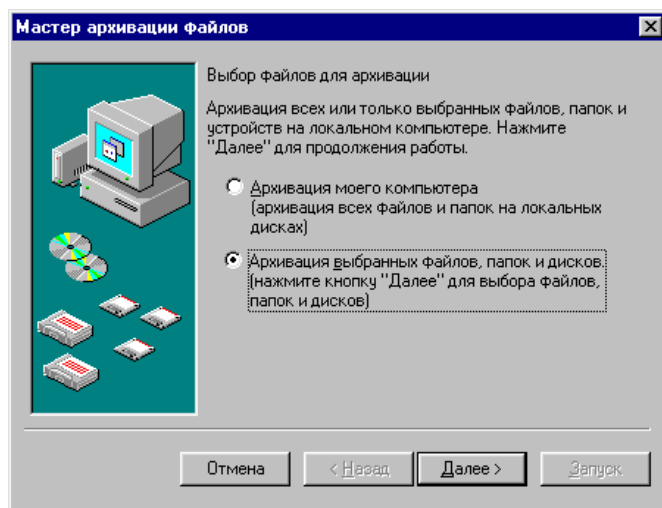 Мастер архивации файлов
Выбор файлов для архивации
Архивация всех или только выбранных файлов, папок и
устройств на локальном компьютере. Нажмите
"Далее" для продолжения работы.
Архивация моего компьютера
(архивация всех файлов и папок на локальных
дисках)
Архивация выбранных файлов, папок и дисков.
(нажмите кнопку "Далее" для выбора файлов,
папок и дисков)
Отмена
< Назад
Далее >
Запуск